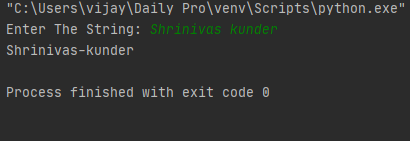 "C:\Users\vijay\Daily Pro\venv\Scripts\python.exe"
Enter The String: Shrinivas kunder
Shrinivas-kunder
Process finished with exit code 0